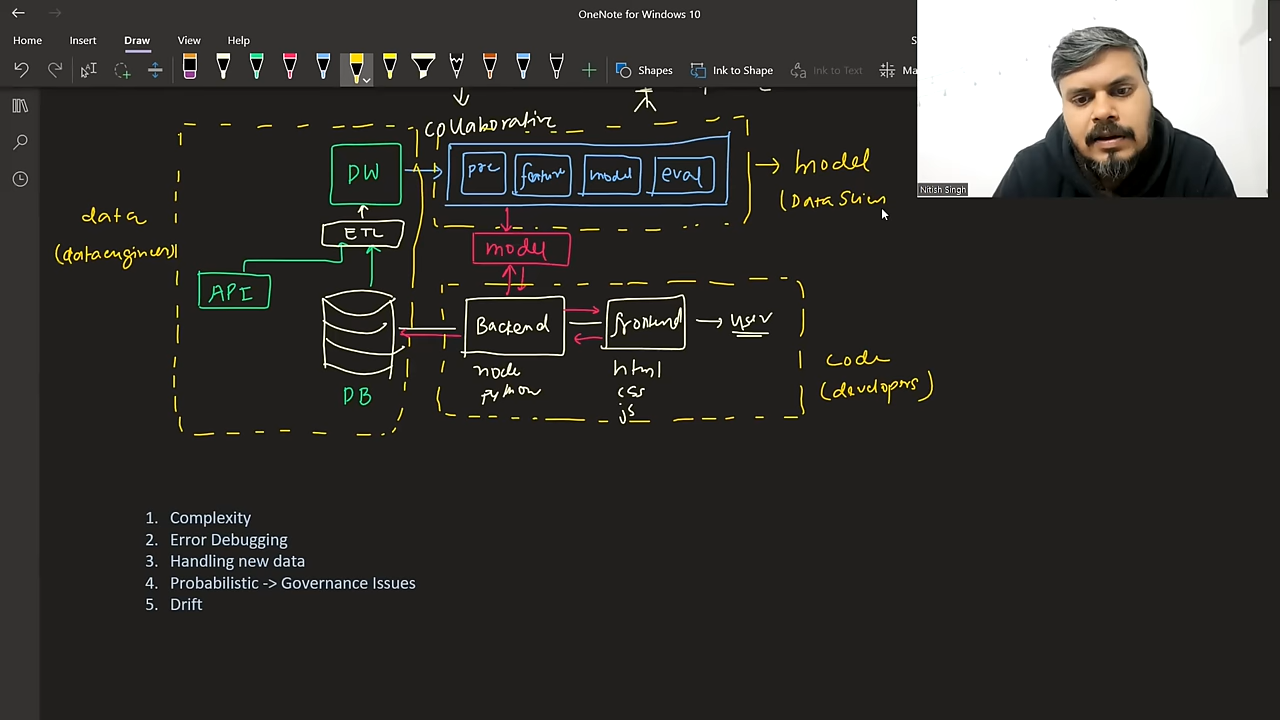 OneNote for Windows 10
Home Insert Draw View Help
Shapes Ink to Shape Ink to Text Ma
Nitish Singh
collaborative
DW
pre feature model eval
model
(Data Scien
data
(dataengineer)
ETL
model
API
Backend
frontend
user
DB
node
python
html
css
js
code
(developers)
1. Complexity
2. Error Debugging
3. Handling new data
4. Probabilistic -> Governance Issues
5. Drift